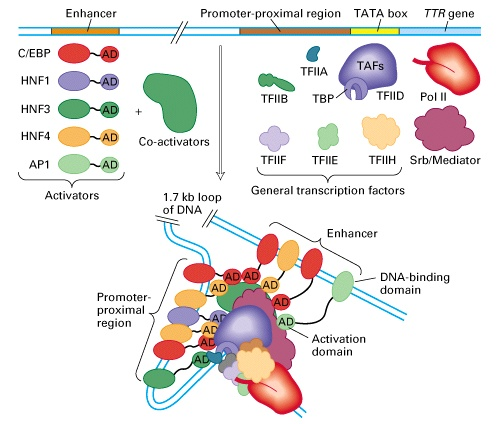 Enhancer
Promoter-proximal region
TATA box
TTR gene
C/EBP
AD
HNF1
AD
HNF3
AD
HNF4
AD
AP1
AD
Activators
+
Co-activators
TFIIA
TFIIB
TAFs
TBP
TFIID
Pol II
TFIIF
TFIIE
TFIIH
Srb/Mediator
General transcription factors
1.7 kb loop
of DNA
Enhancer
DNA-binding
domain
Promoter-
proximal
region
AD
AD
AD
AD
AD
AD
AD
AD
AD
AD
AD
Activation
domain